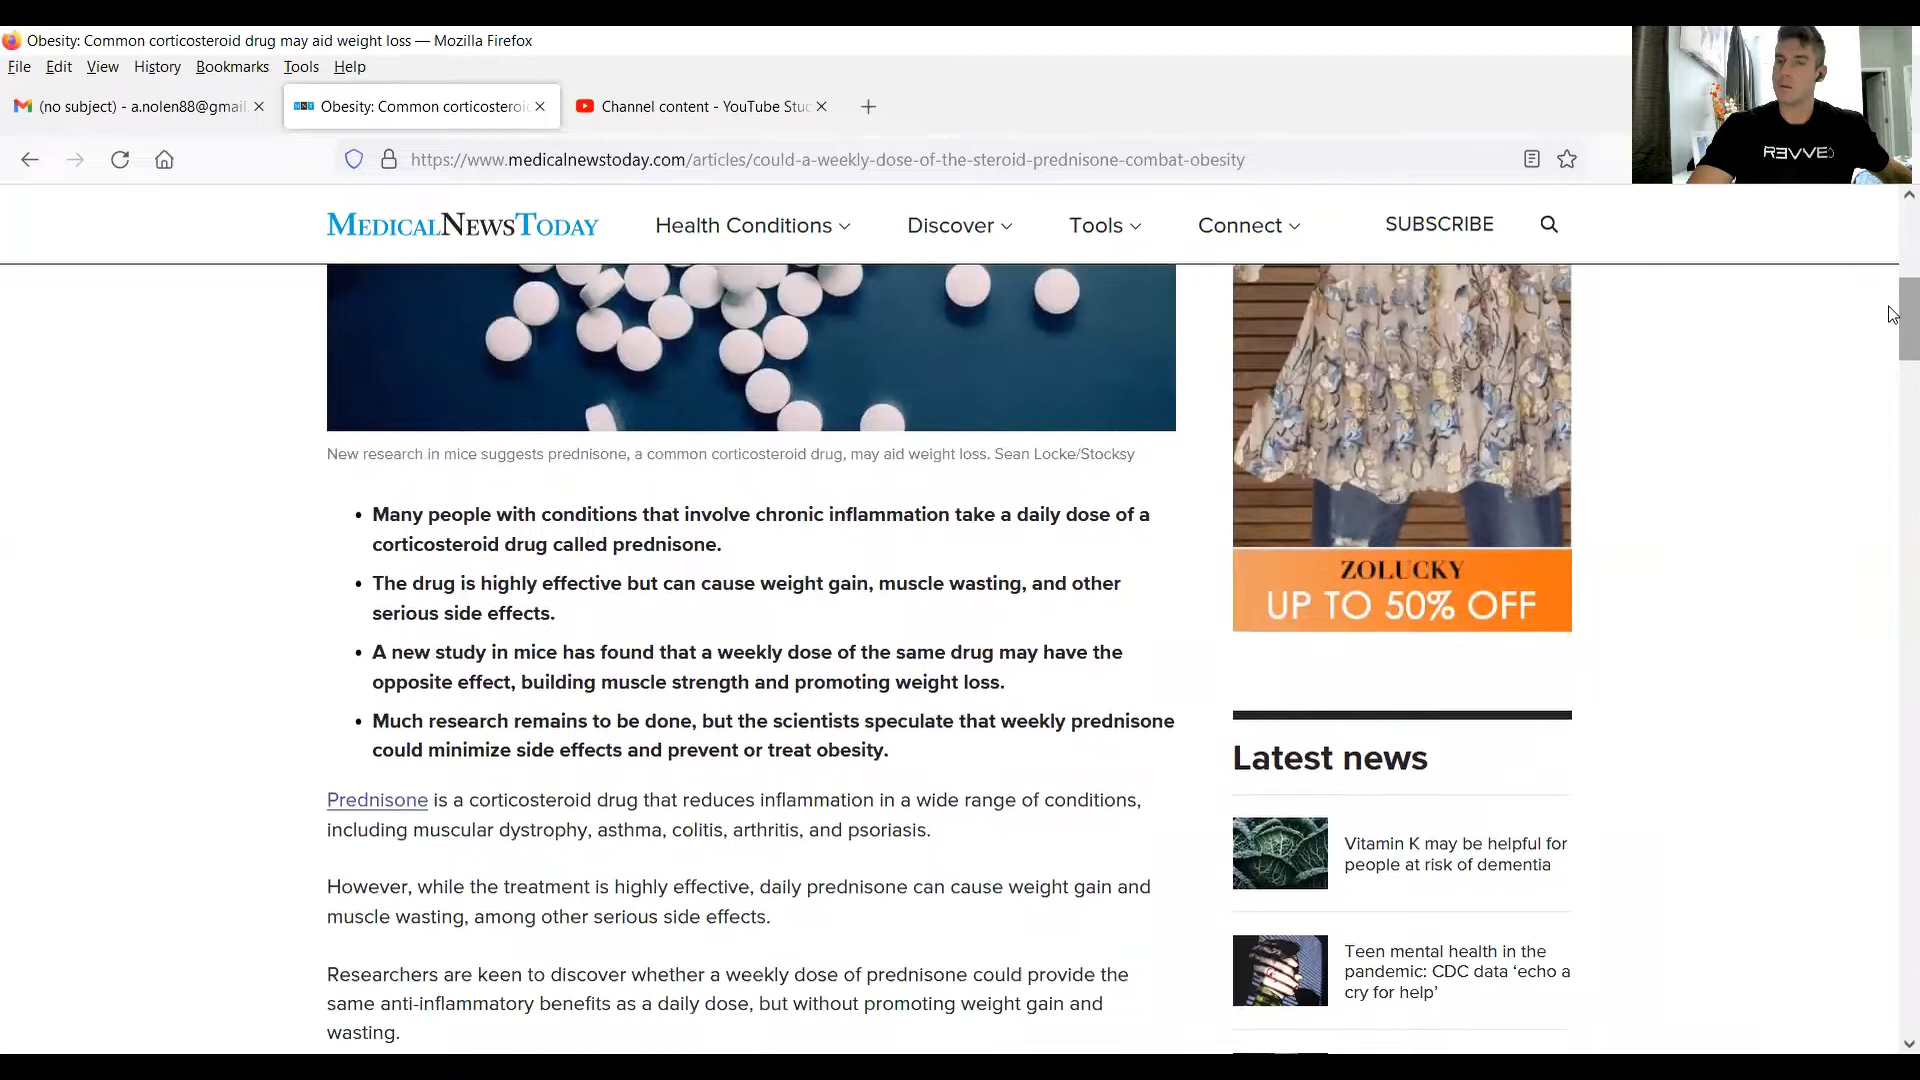 Obesity: Common corticosteroid drug may aid weight loss — Mozilla Firefox
File Edit View History Bookmarks Tools Help
(no subject) - a.nolen88@gmail.
Obesity: Common corticosteroi
Channel content - YouTube Stu
https://www.medicalnewstoday.com/articles/could-a-weekly-dose-of-the-steroid-prednisone-combat-obesity
REVVED
MEDICALNEWSTODAY
Health Conditions
Discover
Tools
Connect
SUBSCRIBE
New research in mice suggests prednisone, a common corticosteroid drug, may aid weight loss. Sean Locke/Stocksy
• Many people with conditions that involve chronic inflammation take a daily dose of a
corticosteroid drug called prednisone.
• The drug is highly effective but can cause weight gain, muscle wasting, and other
serious side effects.
• A new study in mice has found that a weekly dose of the same drug may have the
opposite effect, building muscle strength and promoting weight loss.
• Much research remains to be done, but the scientists speculate that weekly prednisone
could minimize side effects and prevent or treat obesity.
Prednisone is a corticosteroid drug that reduces inflammation in a wide range of conditions,
including muscular dystrophy, asthma, colitis, arthritis, and psoriasis.
However, while the treatment is highly effective, daily prednisone can cause weight gain and
muscle wasting, among other serious side effects.
Researchers are keen to discover whether a weekly dose of prednisone could provide the
same anti-inflammatory benefits as a daily dose, but without promoting weight gain and
wasting.
ZOLUCKY
UP TO 50% OFF
Latest news
Vitamin K may be helpful for
people at risk of dementia
Teen mental health in the
pandemic: CDC data ‘echo a
cry for help’